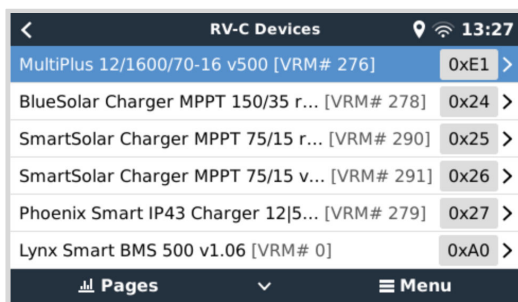 RV-C Devices 13:27
MultiPlus 12/1600/70-16 v500 [VRM# 276] 0xE1
BlueSolar Charger MPPT 150/35 r... [VRM# 278] 0x24
SmartSolar Charger MPPT 75/15 r... [VRM# 290] 0x25
SmartSolar Charger MPPT 75/15 v... [VRM# 291] 0x26
Phoenix Smart IP43 Charger 12|5... [VRM# 279] 0x27
Lynx Smart BMS 500 v1.06 [VRM# 0] 0xA0
Pages Menu